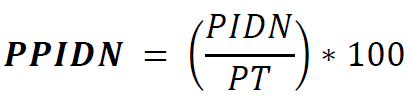 PPIDN = (PIDN/PT) * 100